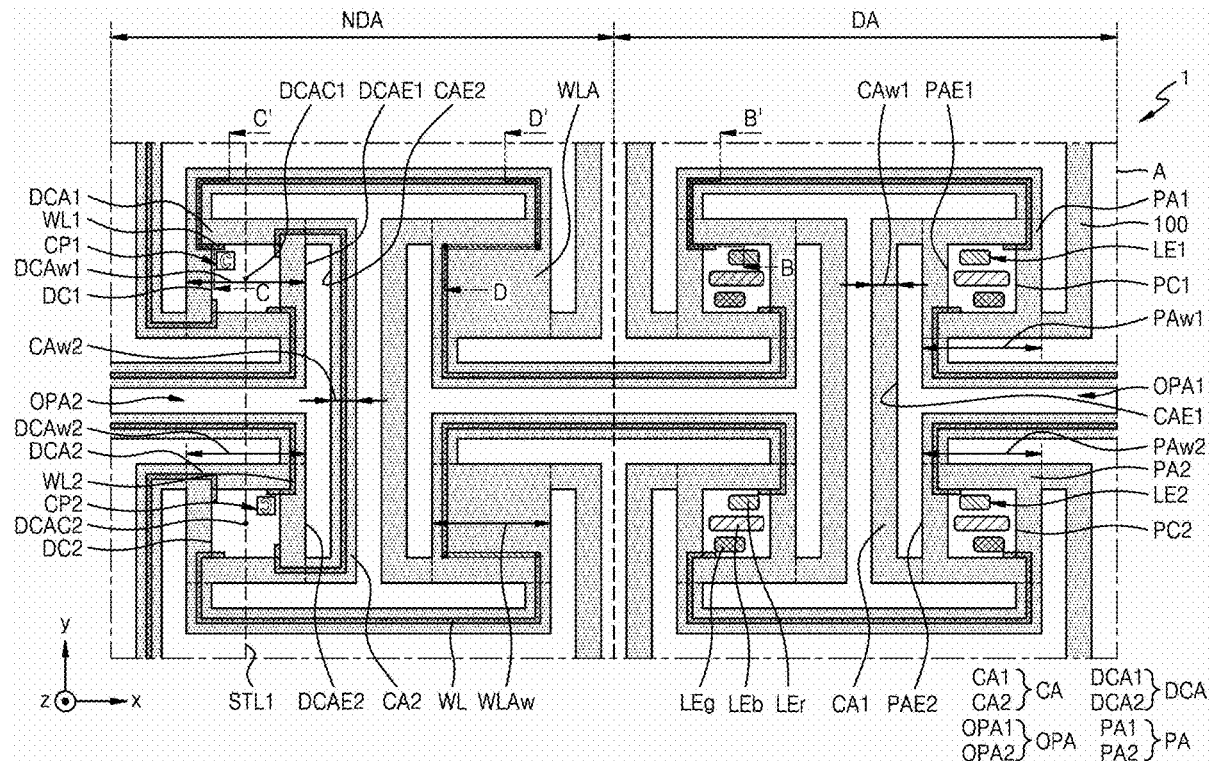 NDA DA
DCAC1 DCAE1 CAE2 WLA CAw1 PAE1 1
C' D' B'
A
DCA1 PA1
WL1 100
CP1 C LE1
DCAw1 B
DC1 C D PC1
CAw2 PAw1
OPA2 OPA1
DCAw2 CAE1
DCA2 PAw2
WL2 PA2
CP2 LE2
DCAC2
DC2 PC2
y
z x
STL1 DCAE2 CA2 WL WLAw LEg LEb LEr CA1 PAE2
CA1 } CA DCA1 } DCA
CA2 DCA2
OPA1 } OPA PA1 } PA
OPA2 PA2